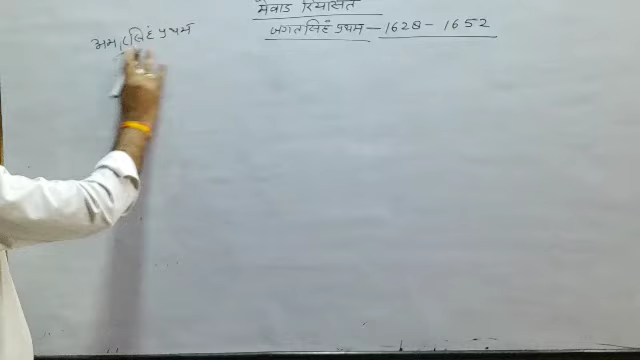 मेवाड रियासत
जगतसिंह प्रथम — 1628 - 1652
अमरसिंह प्रथम